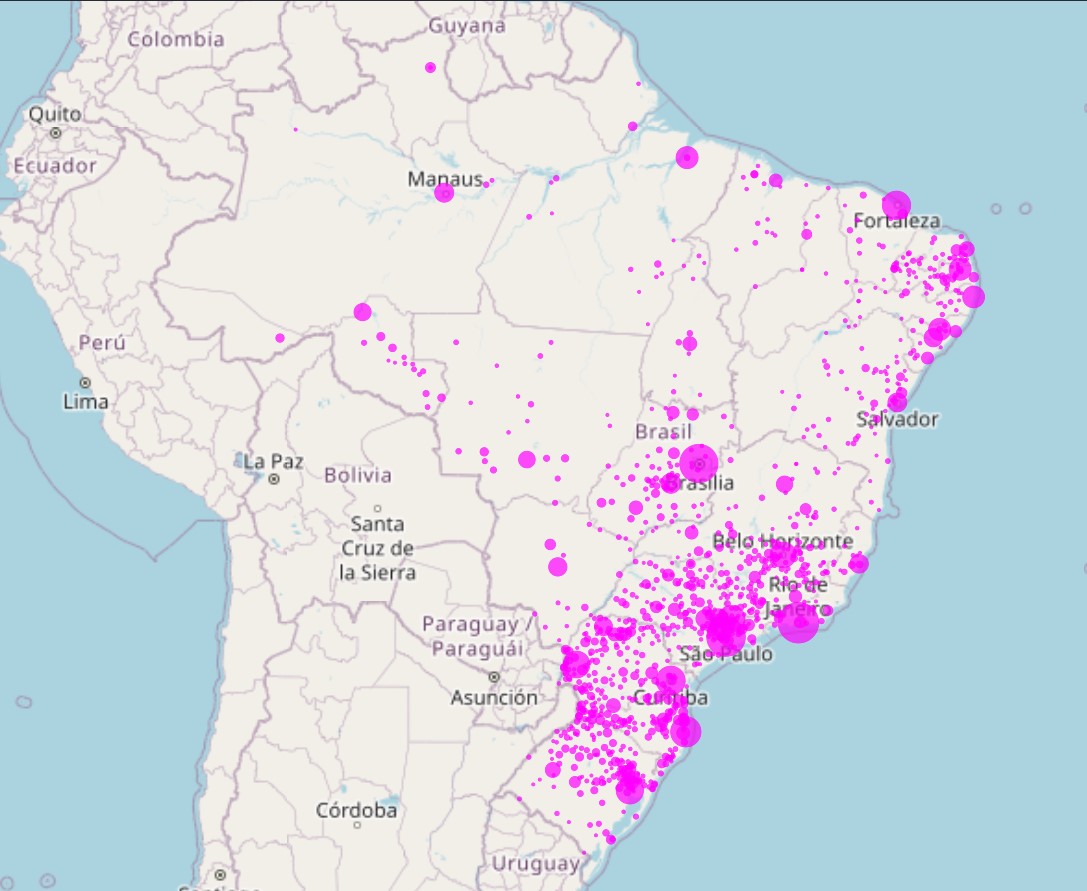 Guyana
Colombia
Quito
Ecuador
Manaus
Fortaleza
Perú
Lima
Salvador
Brasil
La Paz
Bolivia
Brasília
Santa
Cruz de
la Sierra
Belo Horizonte
Rio de
Janeiro
Paraguay /
Paraguái
São Paulo
Asunción
Curitiba
Córdoba
Uruguay
Santiago